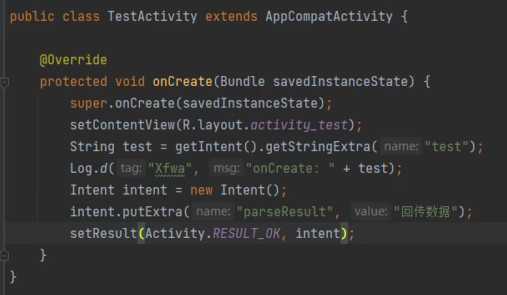 public class TestActivity extends AppCompatActivity {
@Override
protected void onCreate(Bundle savedInstanceState) {
super.onCreate(savedInstanceState);
setContentView(R.layout.activity_test);
String test = getIntent().getStringExtra( name: "test");
Log.d( tag: "Xfwa", msg: "onCreate: " + test);
Intent intent = new Intent();
intent.putExtra( name: "parseResult", value: "回传数据");
setResult(Activity.RESULT_OK, intent);
}
}